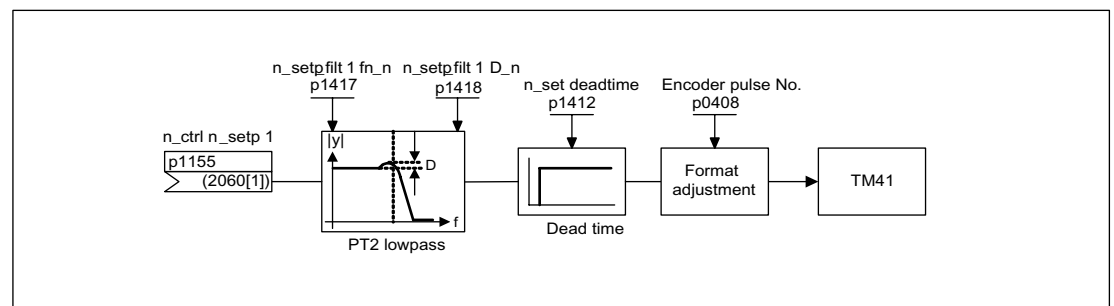 n_setpfilt 1 fn_n
p1417
n_setpfilt 1 D_n
p1418
n_set deadtime
p1412
Encoder pulse No.
p0408
n_ctrl n_setp 1
p1155
(2060[1])
|y|
D
f
PT2 lowpass
Dead time
Format
adjustment
TM41